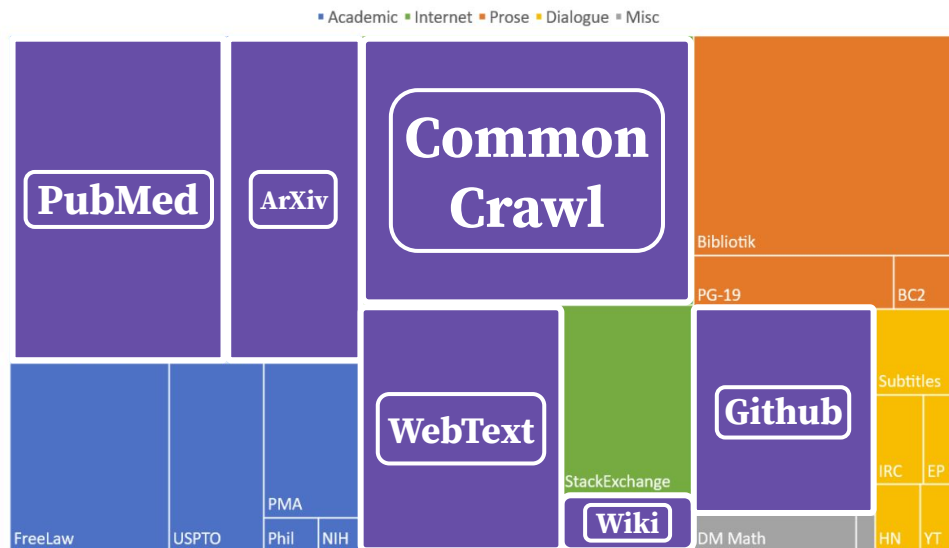 Academic Internet Prose Dialogue Misc
PubMed
ArXiv
Common
Crawl
Bibliotik
PG-19
BC2
WebText
StackExchange
Wiki
Github
Subtitles
IRC
EP
HN
YT
DM Math
FreeLaw
USPTO
PMA
Phil
NIH